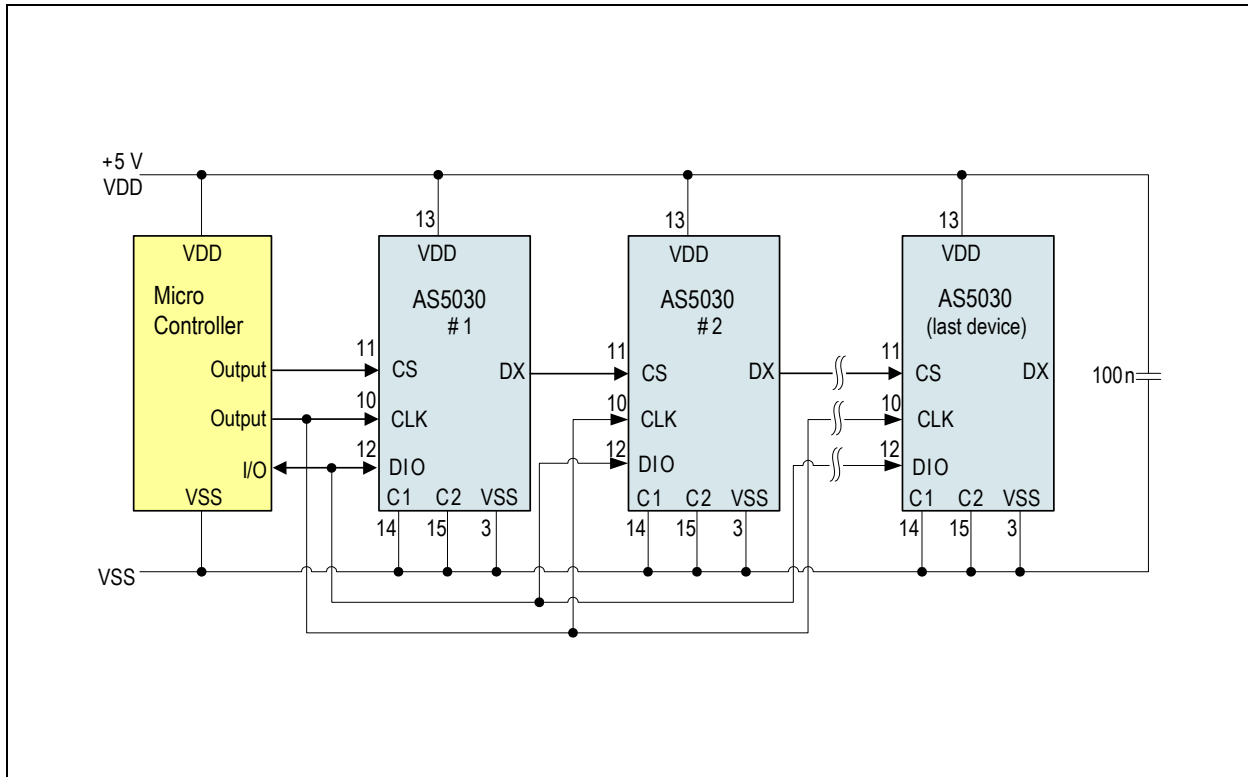 +5 V
VDD
13
13
13
VDD
VDD
VDD
VDD
Micro
Controller
AS5030
# 1
AS5030
# 2
AS5030
(last device)
Output
11
CS
DX
11
CS
DX
11
CS
DX
100n
Output
10
CLK
10
CLK
10
CLK
I/O
12
DIO
12
DIO
12
DIO
VSS
C1 C2 VSS
C1 C2 VSS
C1 C2 VSS
14 15 3
14 15 3
14 15 3
VSS